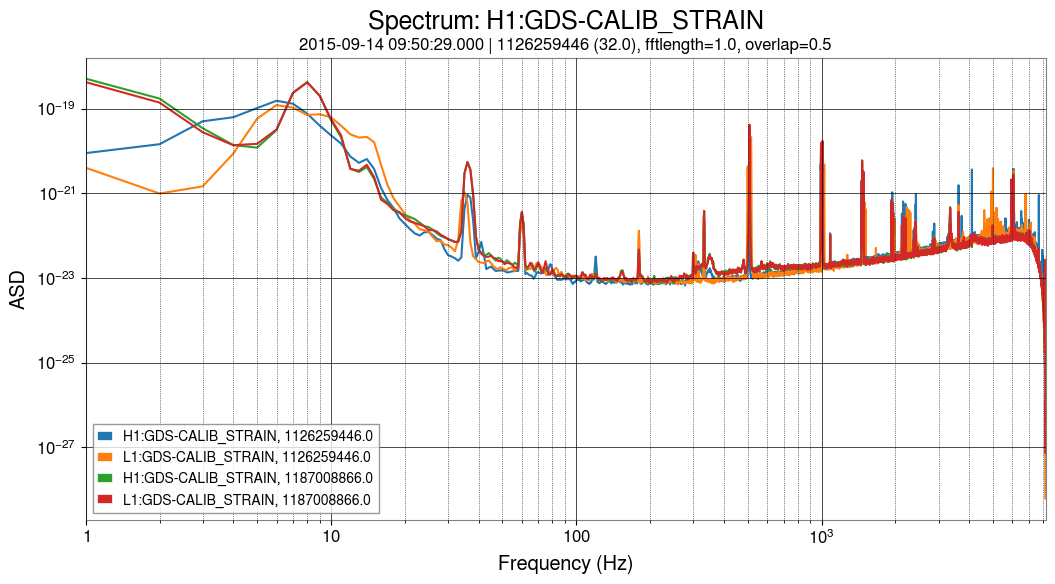 Spectrum: H1:GDS-CALIB_STRAIN
2015-09-14 09:50:29.000 | 1126259446 (32.0), fftlength=1.0, overlap=0.5
10⁻¹⁹
10⁻²¹
10⁻²³
10⁻²⁵
10⁻²⁷
ASD
H1:GDS-CALIB_STRAIN, 1126259446.0
L1:GDS-CALIB_STRAIN, 1126259446.0
H1:GDS-CALIB_STRAIN, 1187008866.0
L1:GDS-CALIB_STRAIN, 1187008866.0
1 10 100 10³
Frequency (Hz)